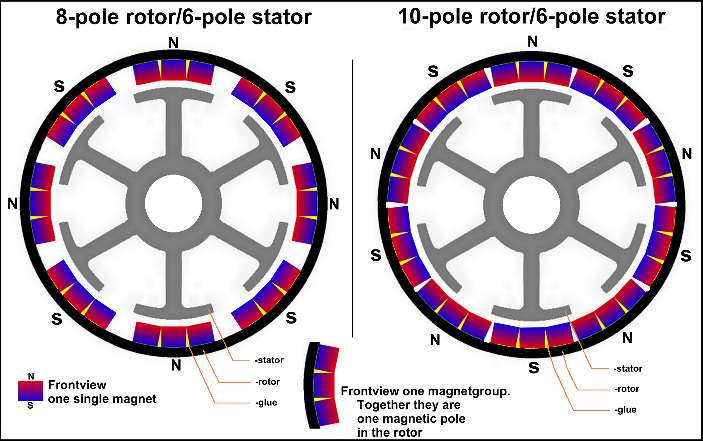 8-pole rotor/6-pole stator
10-pole rotor/6-pole stator
N
S
S
N
N
S
S
N
N
S
S
N
N
S
S
N
N
S
-stator
-rotor
-glue
-stator
-rotor
-glue
N
S
Frontview
one single magnet
Frontview one magnetgroup.
Together they are
one magnetic pole
in the rotor